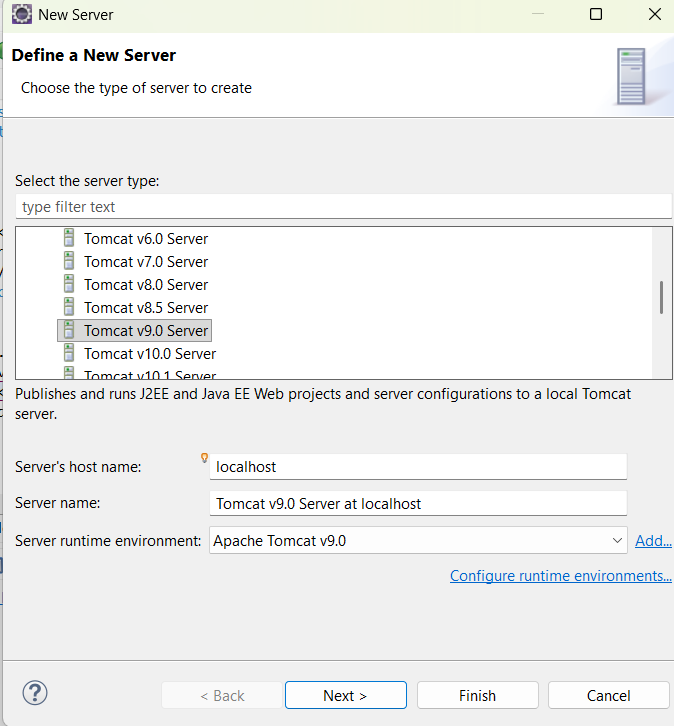 New Server
Define a New Server
Choose the type of server to create
Select the server type:
type filter text
Tomcat v6.0 Server
Tomcat v7.0 Server
Tomcat v8.0 Server
Tomcat v8.5 Server
Tomcat v9.0 Server
Tomcat v10.0 Server
Tomcat v10.1 Server
Publishes and runs J2EE and Java EE Web projects and server configurations to a local Tomcat
server.
Server's host name: localhost
Server name: Tomcat v9.0 Server at localhost
Server runtime environment: Apache Tomcat v9.0 Add...
Configure runtime environments...
? < Back Next > Finish Cancel